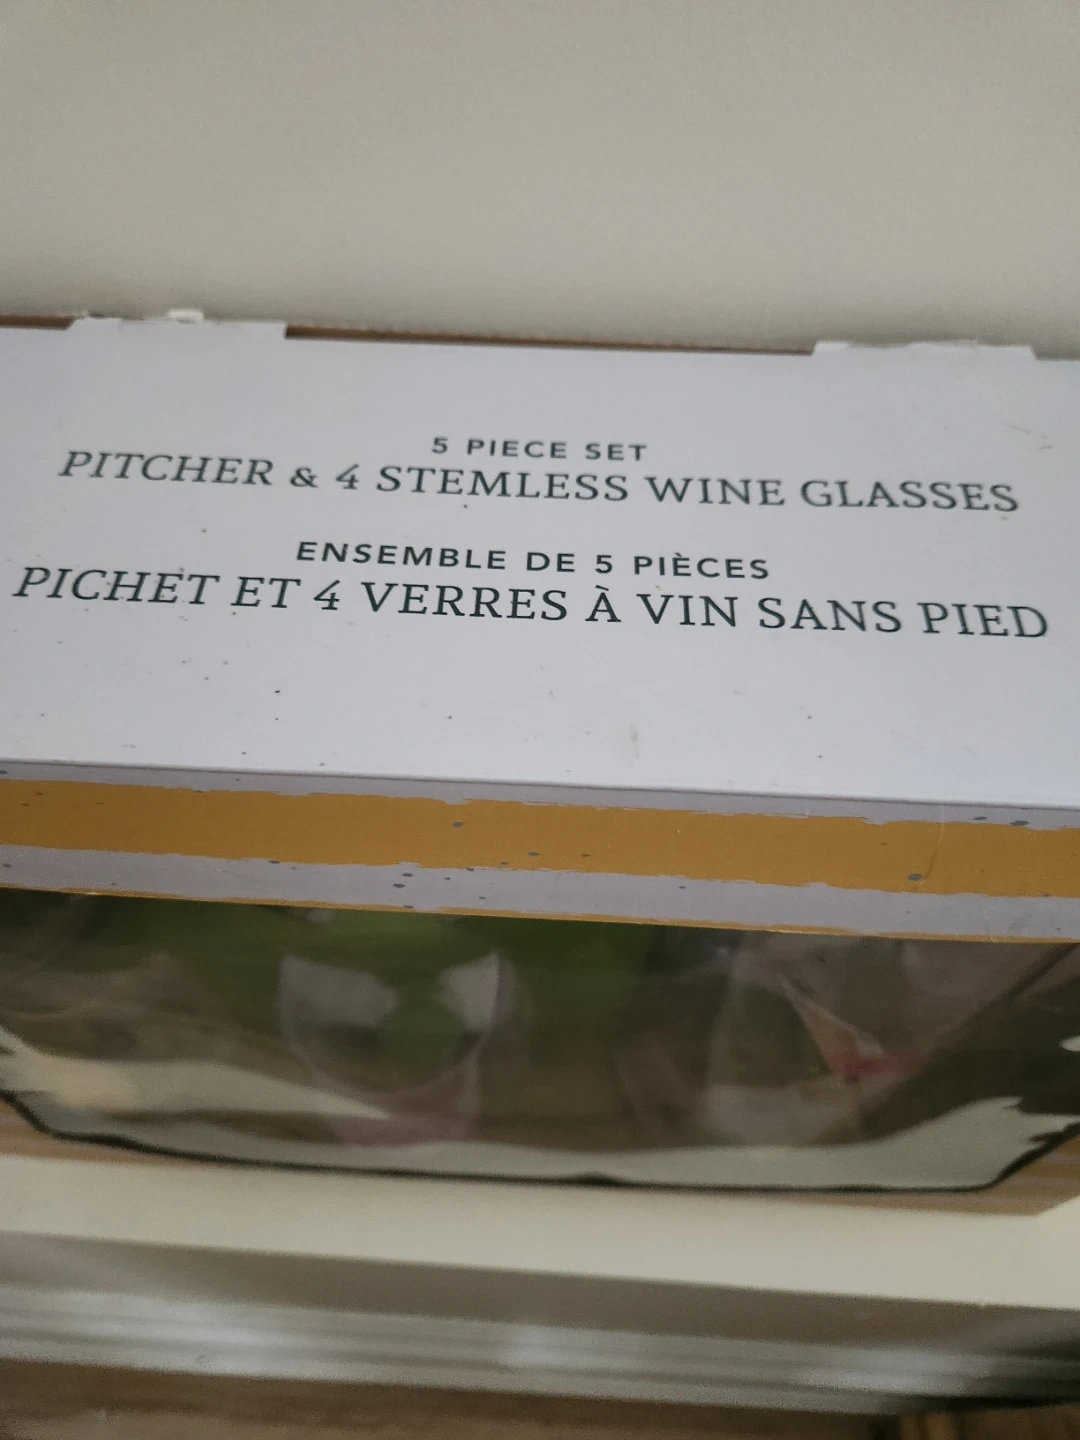 5 PIECE SET
PITCHER & 4 STEMLESS WINE GLASSES
ENSEMBLE DE 5 PIÈCES
PICHET ET 4 VERRES À VIN SANS PIED